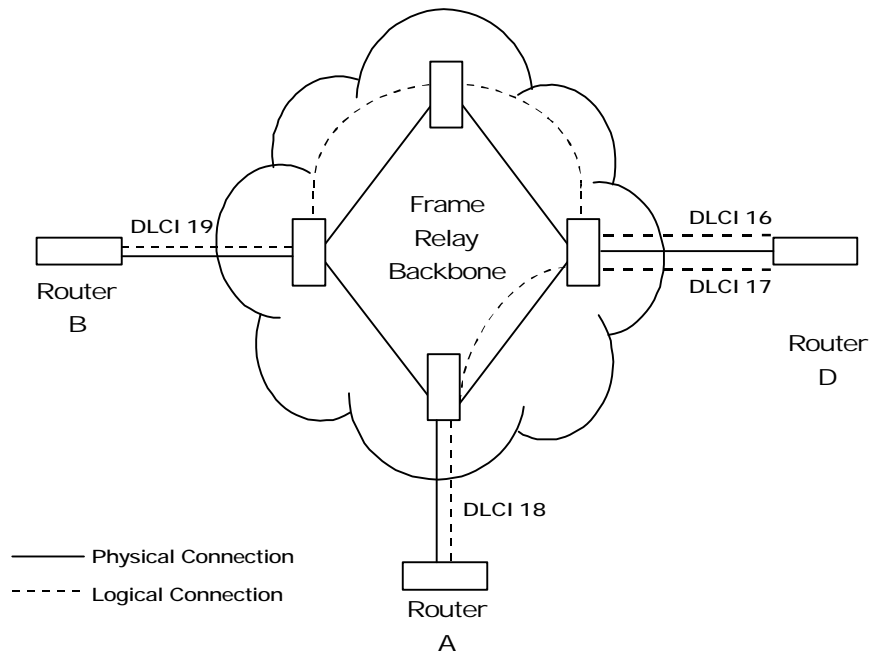 DLCI 19
Frame
Relay
Backbone
DLCI 16
DLCI 17
Router
B
Router
D
DLCI 18
Physical Connection
Logical Connection
Router
A